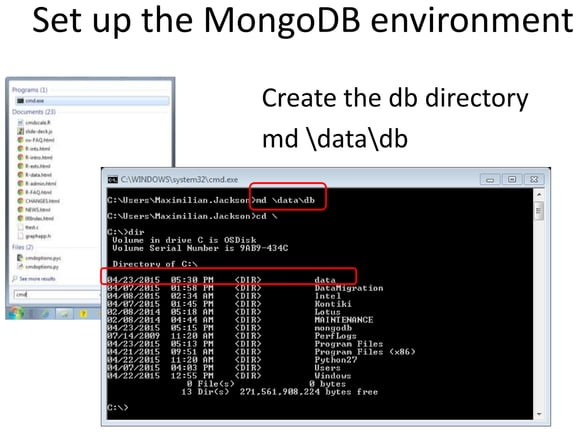 Set up the MongoDB environment
Create the db directory
md \data\db
Programs (1)
cmd.exe
Documents (23)
cmdscale.R
slide-deck.js
rw-FAQ.html
R-ints.html
R-intro.html
R-exts.html
R-data.html
R-admin.html
R-FAQ.html
CHANGES.html
NEWS.html
00Index.html
test.c
graphapp.h
Files (2)
cmdoptions.pyc
cmdoptions.py
See more results
cmd
C:\WINDOWS\system32\cmd.exe
C:\Users\Maximilian.Jackson>md \data\db
C:\Users\Maximilian.Jackson>cd \
C:\>dir
Volume in drive C is OSDisk
Volume Serial Number is 9AB9-434C
Directory of C:\
04/23/2015 05:30 PM <DIR> data
04/07/2015 01:58 PM <DIR> DataMigration
04/08/2015 02:34 AM <DIR> Intel
04/07/2015 01:45 PM <DIR> Kontiki
02/08/2014 05:18 AM <DIR> Lotus
02/08/2014 04:44 AM <DIR> MAINTENANCE
04/23/2015 05:15 PM <DIR> mongodb
07/14/2009 11:20 AM <DIR> PerfLogs
04/23/2015 05:13 PM <DIR> Program Files
04/21/2015 09:51 AM <DIR> Program Files (x86)
04/22/2015 11:20 AM <DIR> Python27
04/07/2015 04:03 PM <DIR> Users
04/22/2015 12:55 PM <DIR> Windows
0 File(s) 0 bytes
13 Dir(s) 271,561,908,224 bytes free
C:\>